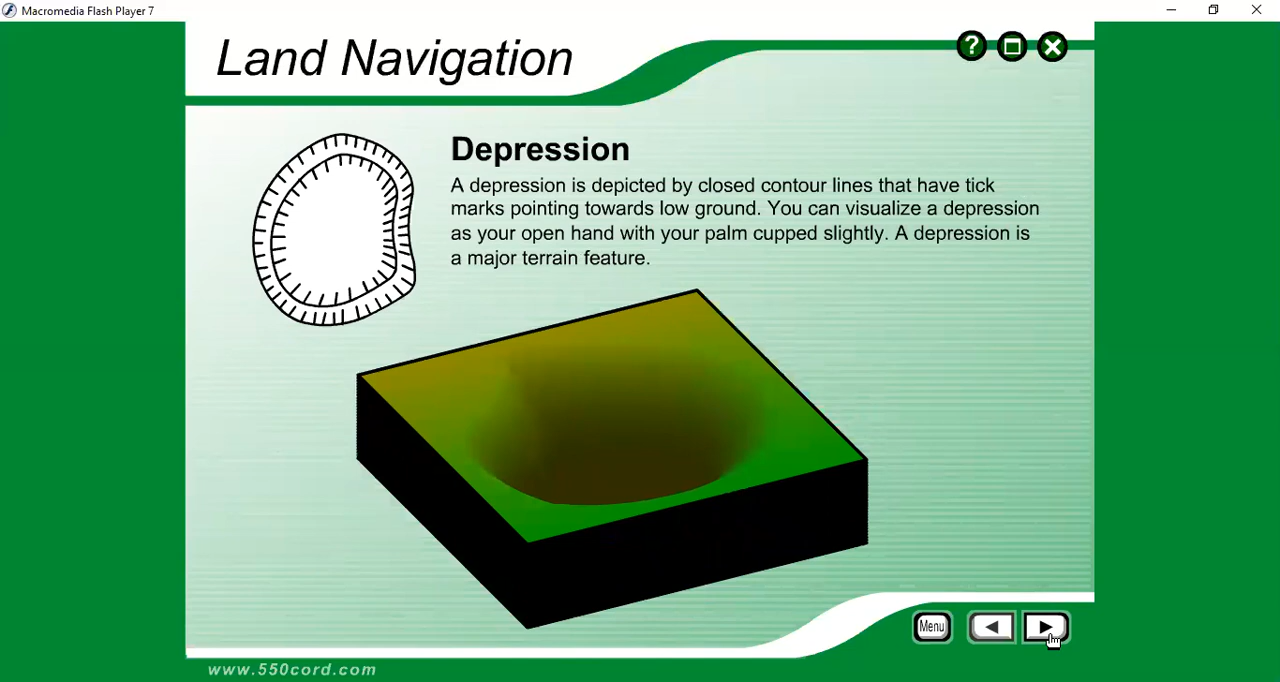 Macromedia Flash Player 7
Land Navigation
?
Depression
A depression is depicted by closed contour lines that have tick
marks pointing towards low ground. You can visualize a depression
as your open hand with your palm cupped slightly. A depression is
a major terrain feature.
Menu
www.550cord.com